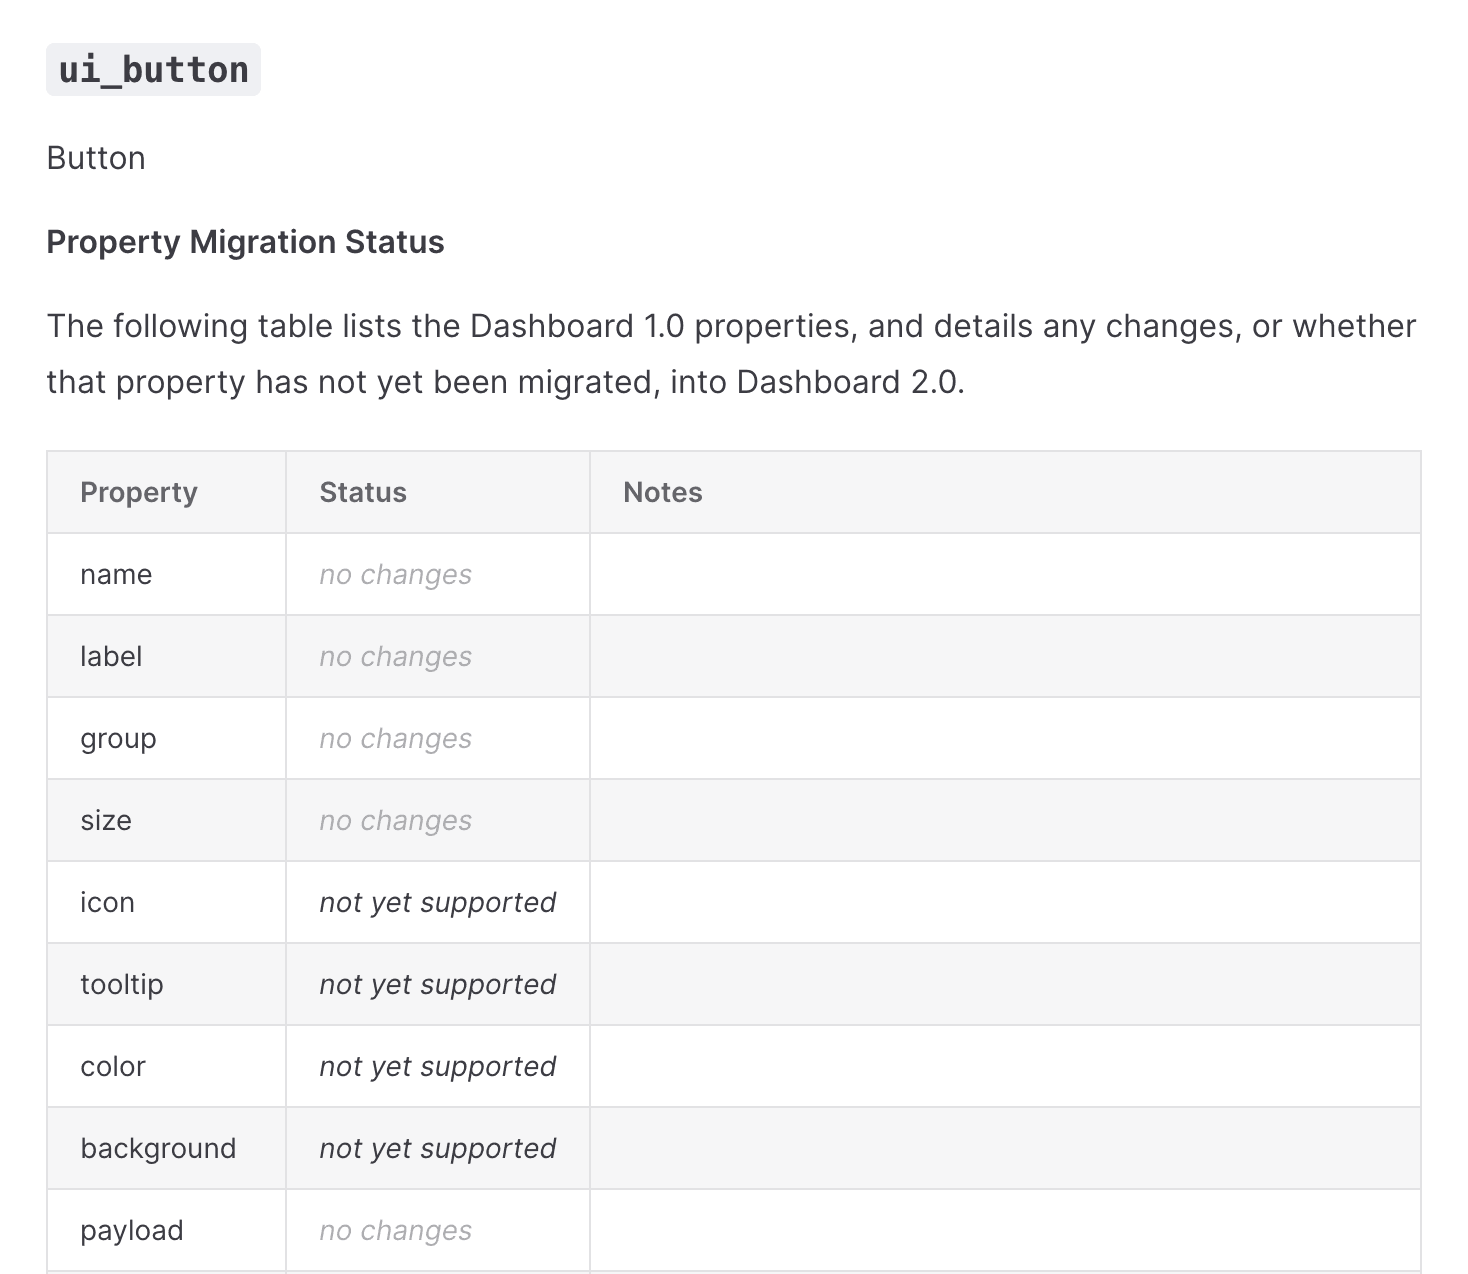 ui_button
Button
Property Migration Status
The following table lists the Dashboard 1.0 properties, and details any changes, or whether
that property has not yet been migrated, into Dashboard 2.0.
Property Status Notes
name no changes
label no changes
group no changes
size no changes
icon not yet supported
tooltip not yet supported
color not yet supported
background not yet supported
payload no changes